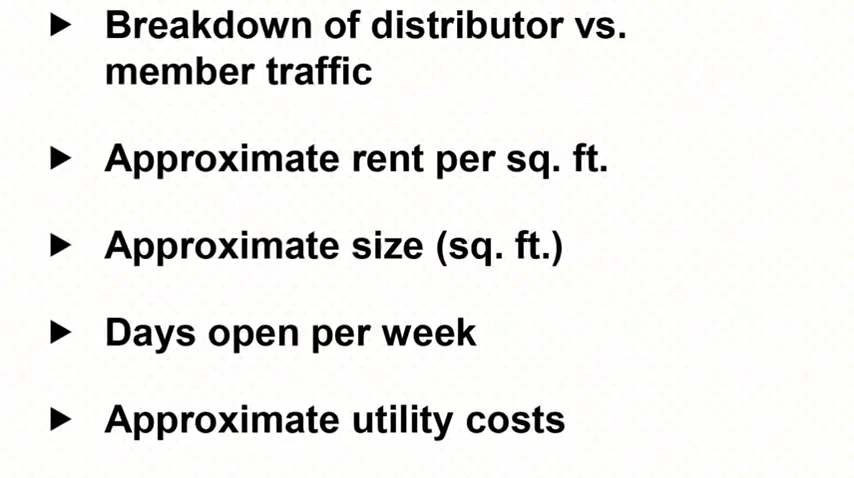 ▶ Breakdown of distributor vs.
member traffic
▶ Approximate rent per sq. ft.
▶ Approximate size (sq. ft.)
▶ Days open per week
▶ Approximate utility costs